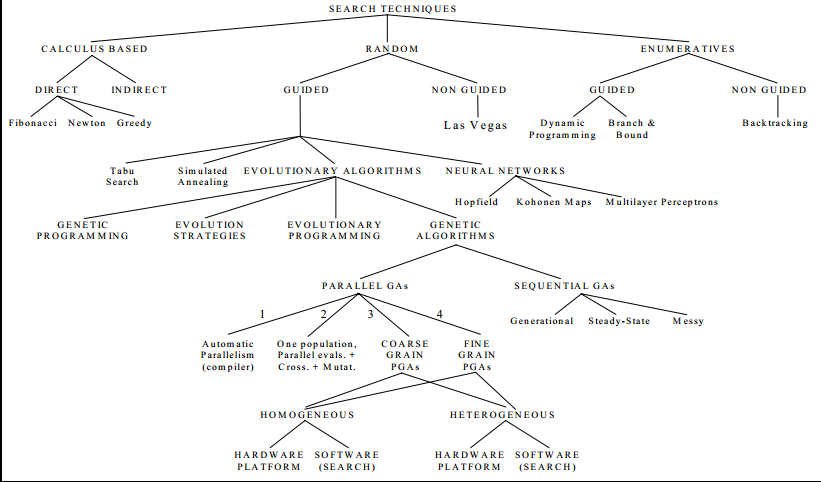 SEARCH TECHNIQUES
CALCULUS BASED RANDOM ENUMERATIVES
DIRECT INDIRECT GUIDED NON GUIDED GUIDED NON GUIDED
Fibonacci Newton Greedy Las Vegas Dynamic Branch & Backtracking
Programming Bound
Tabu Simulated EVOLUTIONARY ALGORITHMS NEURAL NETWORKS
Search Annealing
Hopfield Kohonen Maps Multilayer Perceptrons
GENETIC EVOLUTION EVOLUTIONARY GENETIC
PROGRAMMING STRATEGIES PROGRAMMING ALGORITHMS
PARALLEL GAs SEQUENTIAL GAs
1 2 3 4
Generational Steady-State Messy
Automatic One population, COARSE FINE
Parallelism Parallel evals. + GRAIN GRAIN
(compiler) Cross. + Mutat. PGAs PGAs
HOMOGENEOUS HETEROGENEOUS
HARDWARE SOFTWARE HARDWARE SOFTWARE
PLATFORM (SEARCH) PLATFORM (SEARCH)